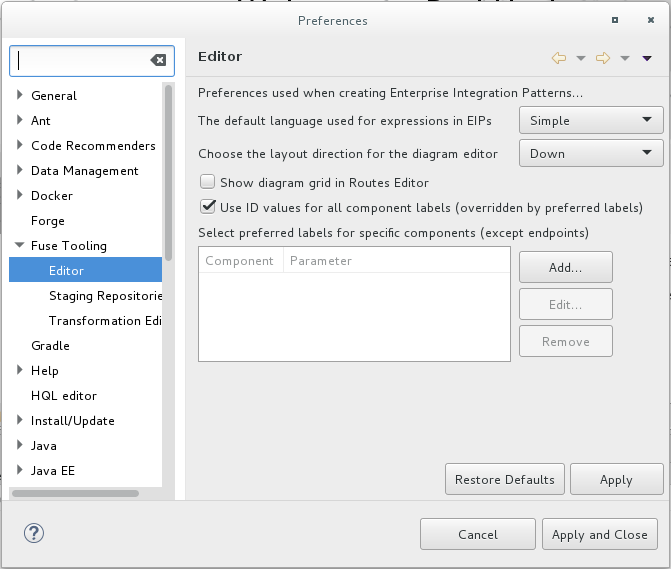 Preferences
Editor
General
Ant
Code Recommenders
Data Management
Docker
Forge
Fuse Tooling
Editor
Staging Repositorie
Transformation Edi
Gradle
Help
HQL editor
Install/Update
Java
Java EE
Preferences used when creating Enterprise Integration Patterns...
The default language used for expressions in EIPs Simple
Choose the layout direction for the diagram editor Down
Show diagram grid in Routes Editor
Use ID values for all component labels (overridden by preferred labels)
Select preferred labels for specific components (except endpoints)
Component Parameter
Add...
Edit...
Remove
Restore Defaults Apply
? Cancel Apply and Close